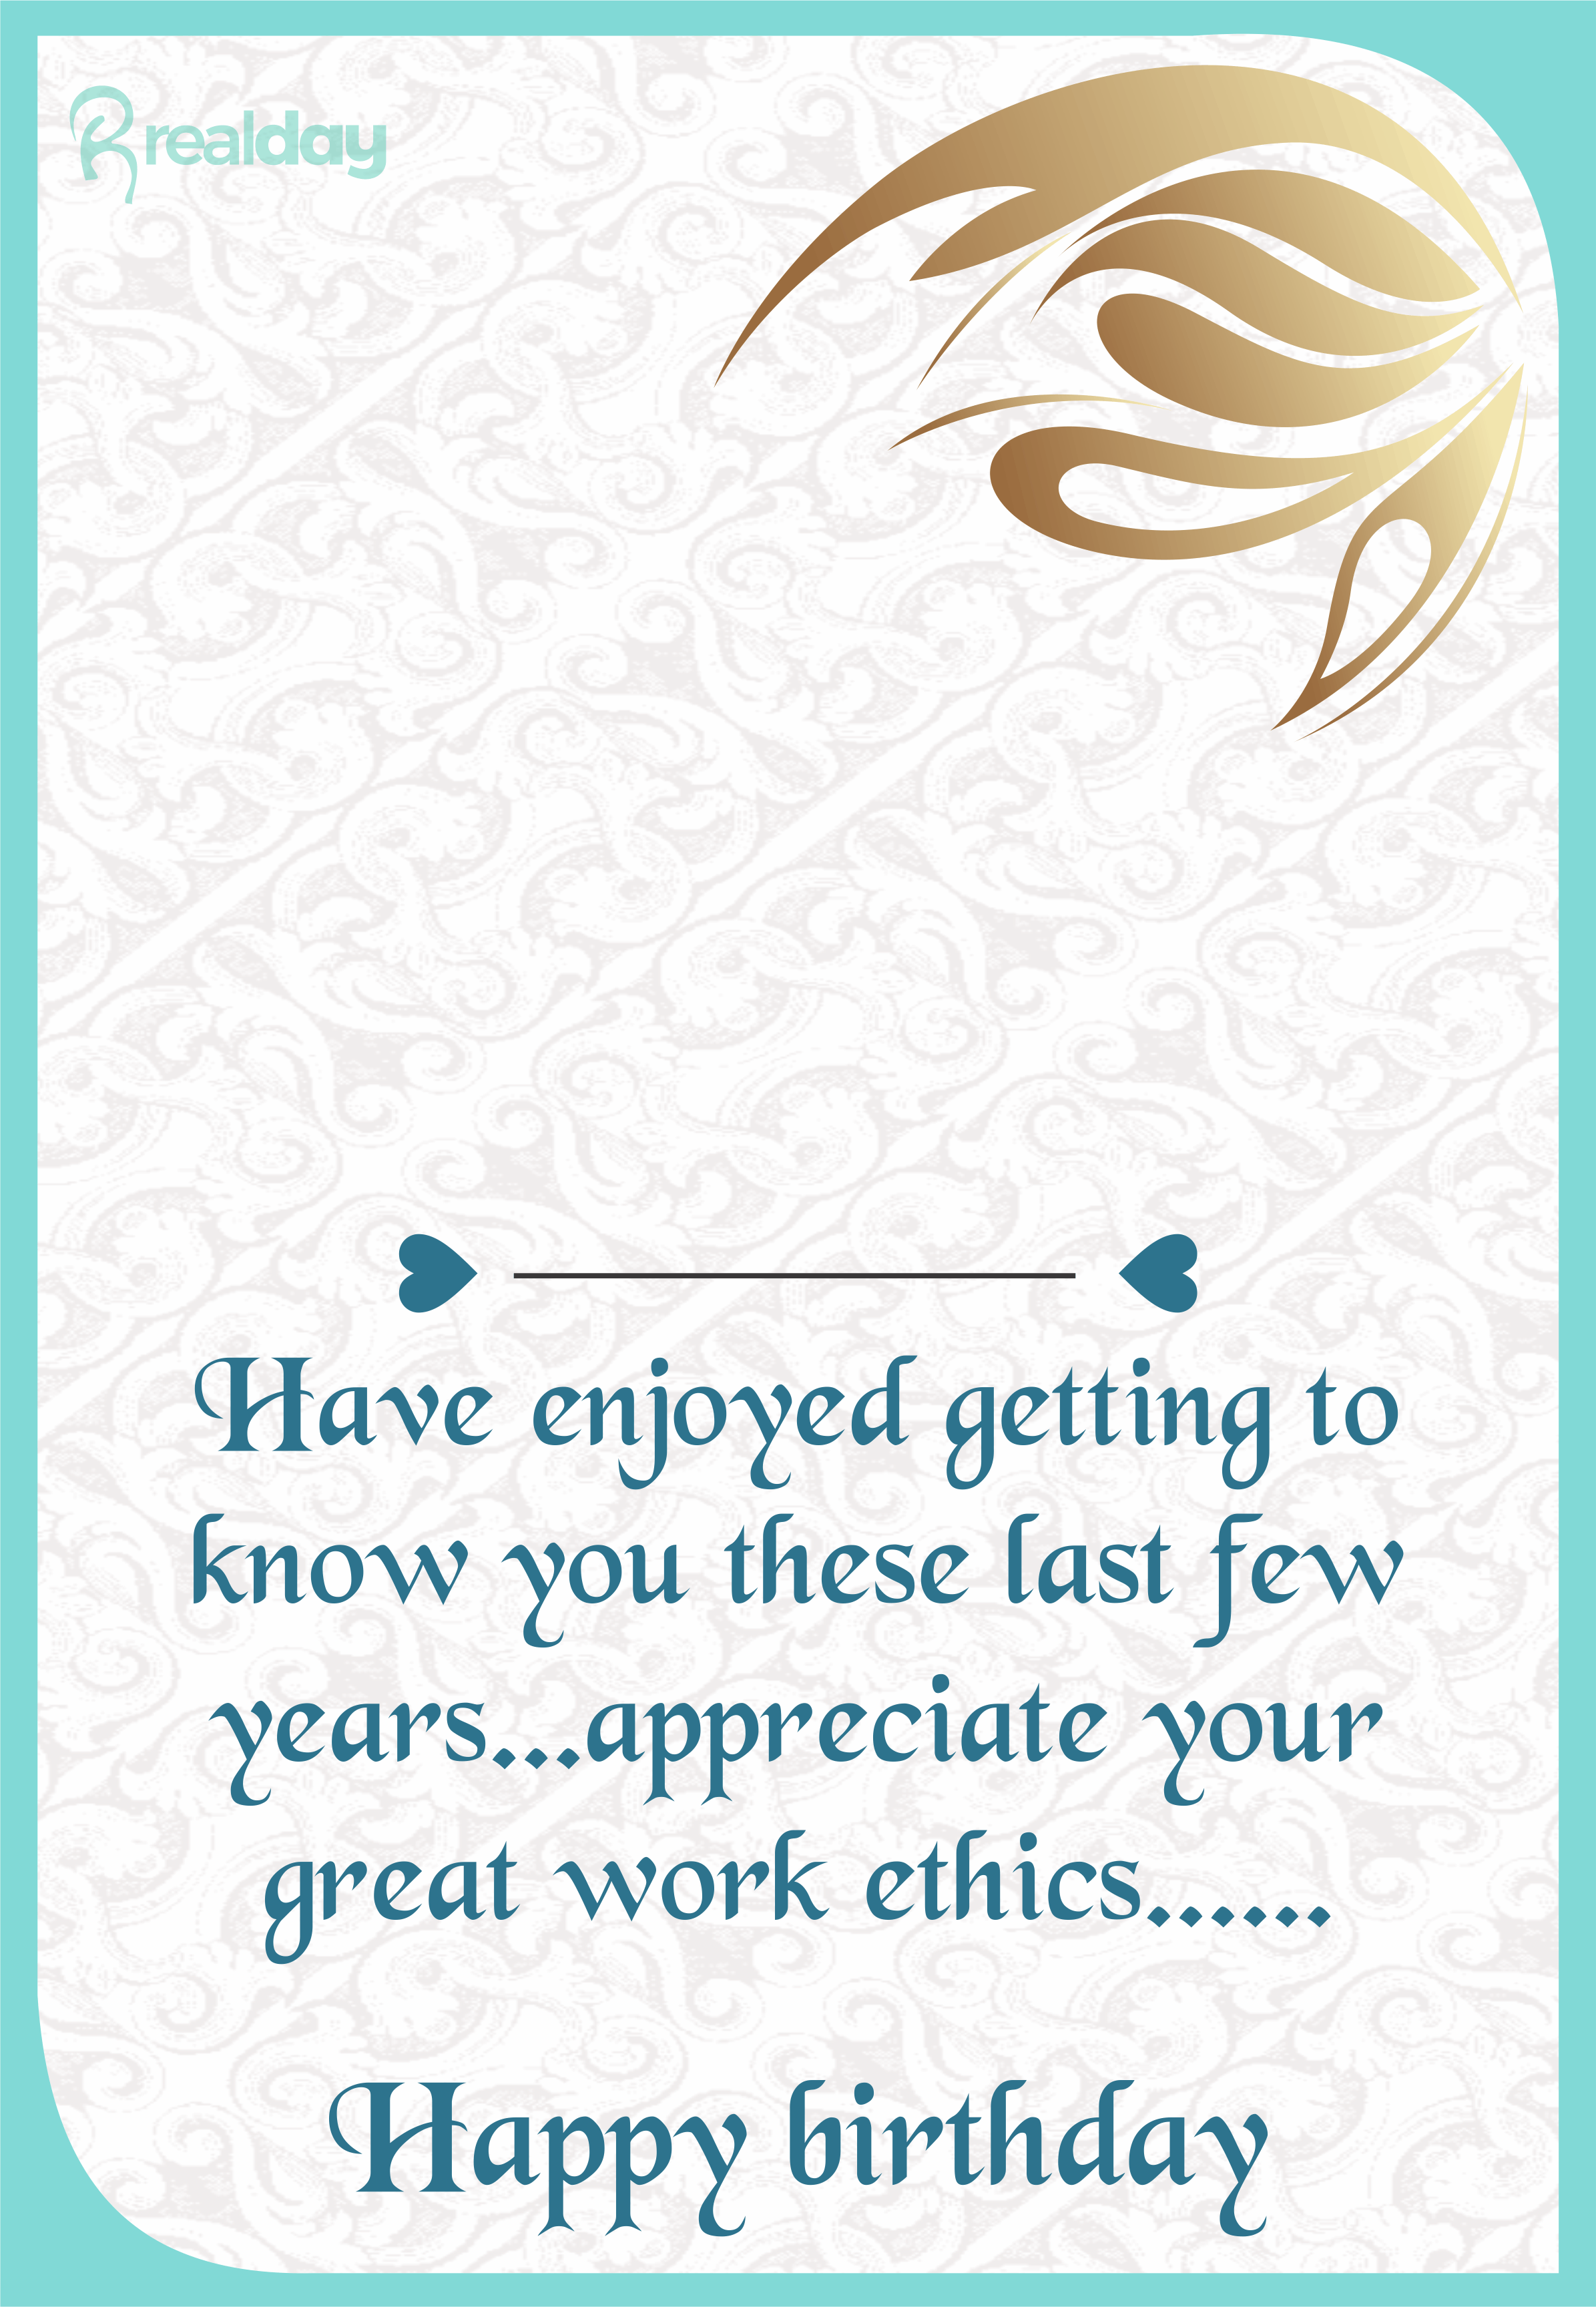 realday
Have enjoyed getting to
know you these last few
years...appreciate your
great work ethics......
Happy birthday